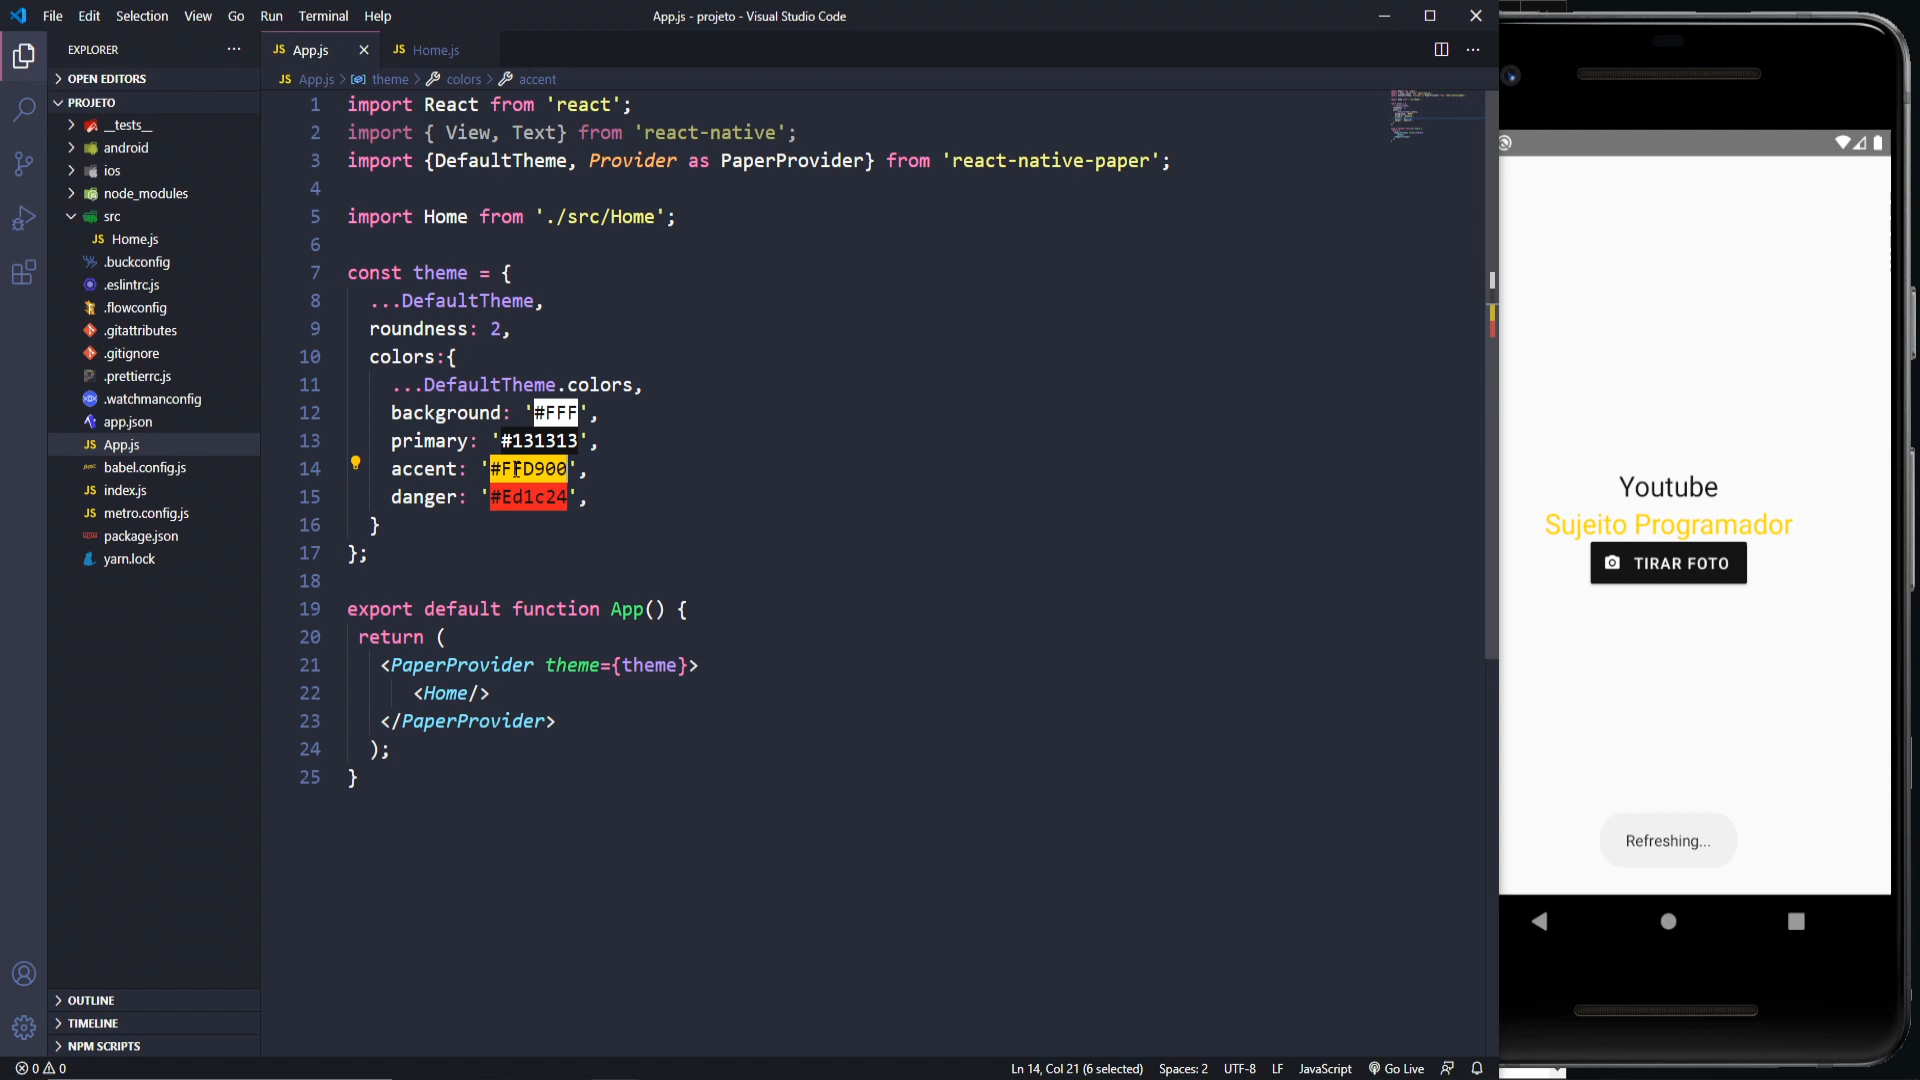 File Edit Selection View Go Run Terminal Help
App.js - projeto - Visual Studio Code
EXPLORER
OPEN EDITORS
PROJETO
__tests__
android
ios
node_modules
src
JS Home.js
.buckconfig
.eslintrc.js
.flowconfig
.gitattributes
.gitignore
.prettierrc.js
.watchmanconfig
app.json
JS App.js
babel.config.js
JS index.js
JS metro.config.js
package.json
yarn.lock
OUTLINE
TIMELINE
NPM SCRIPTS
JS App.js
JS Home.js
JS App.js > theme > colors > accent
1 import React from 'react';
2 import { View, Text} from 'react-native';
3 import {DefaultTheme, Provider as PaperProvider} from 'react-native-paper';
4
5 import Home from './src/Home';
6
7 const theme = {
8 ...DefaultTheme,
9 roundness: 2,
10 colors:{
11 ...DefaultTheme.colors,
12 background: '#FFF',
13 primary: '#131313',
14 accent: '#FFD900',
15 danger: '#Ed1c24',
16 }
17 };
18
19 export default function App() {
20 return (
21 <PaperProvider theme={theme}>
22 <Home/>
23 </PaperProvider>
24 );
25 }
0 0
Ln 14, Col 21 (6 selected) Spaces: 2 UTF-8 LF JavaScript Go Live
Youtube
Sujeito Programador
TIRAR FOTO
Refreshing...